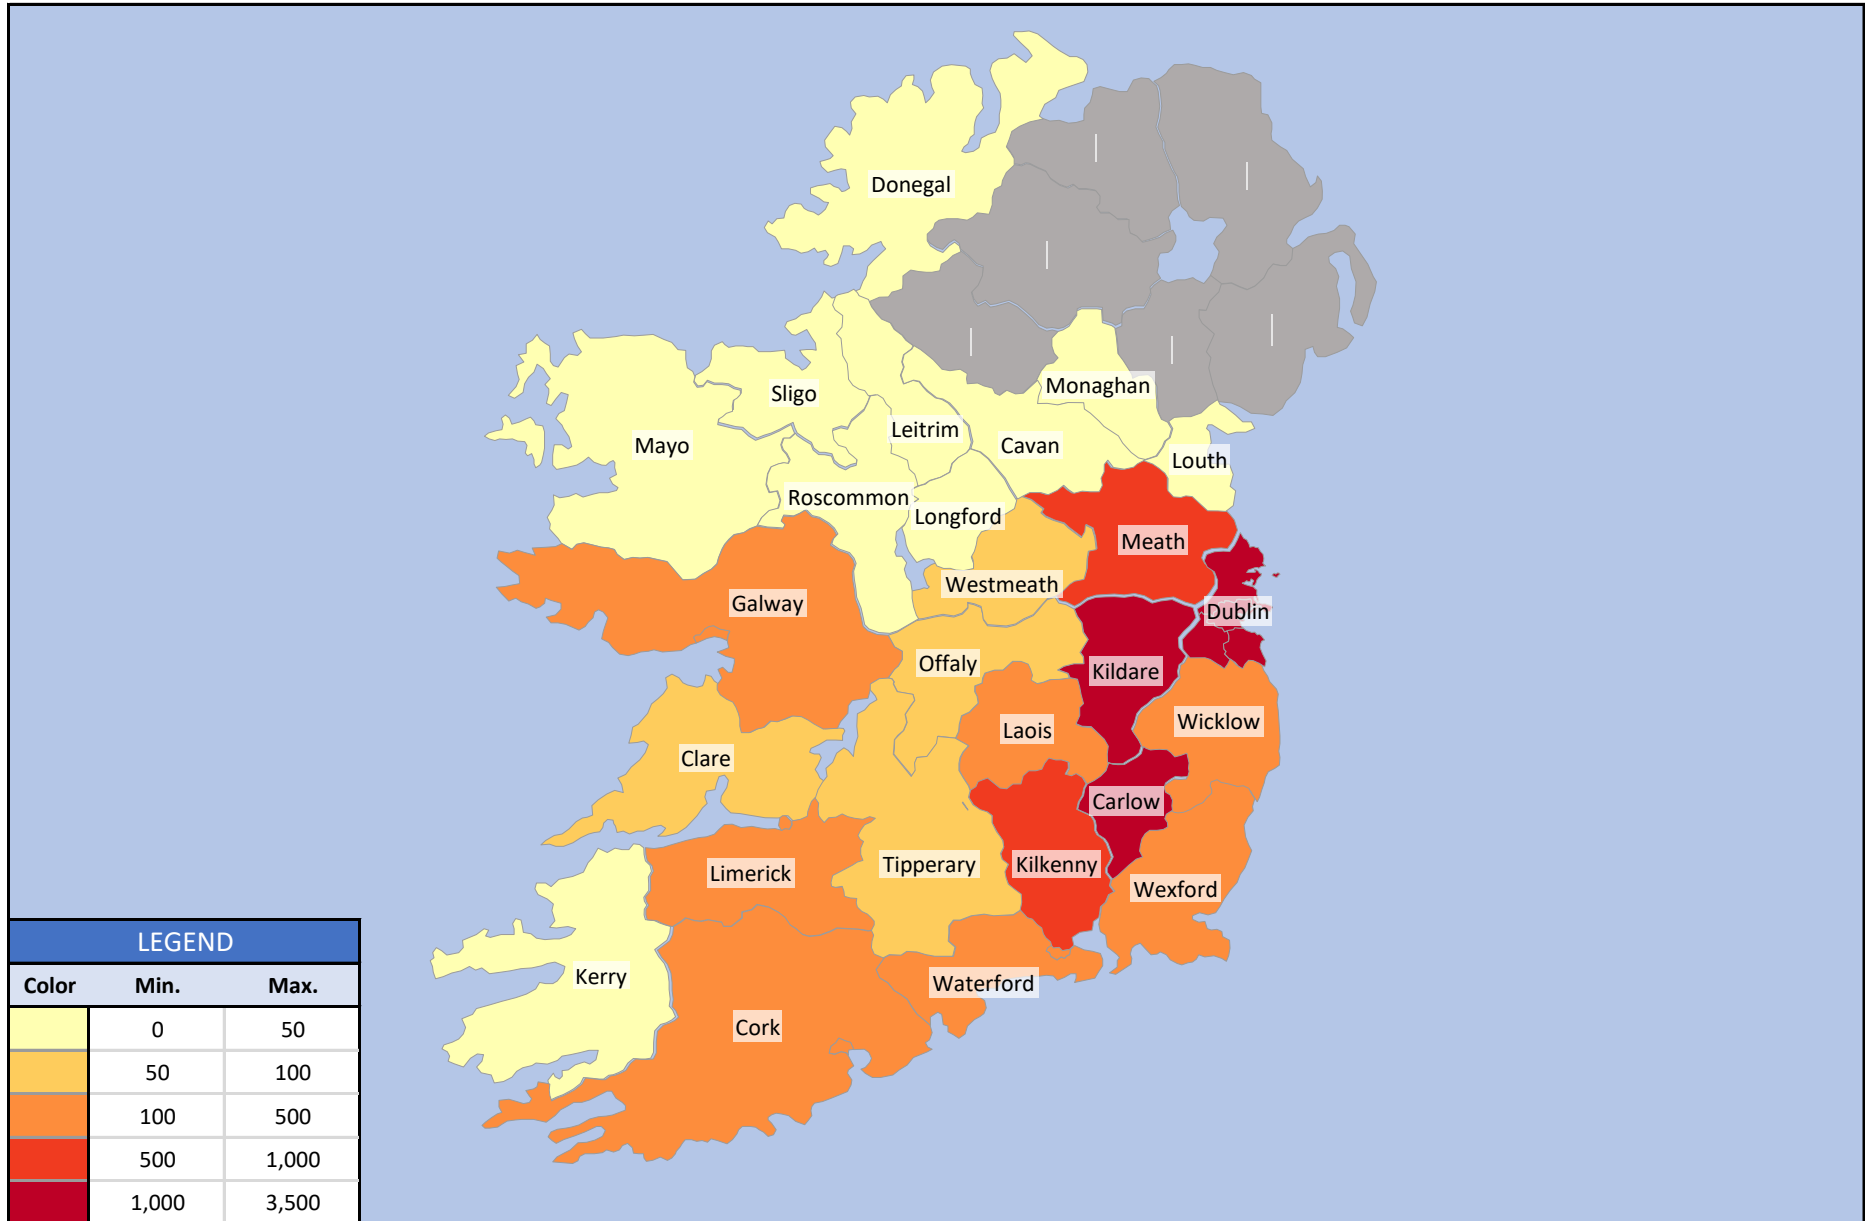 Donegal
Sligo
Monaghan
Leitrim
Mayo
Cavan
Louth
Roscommon
Longford
Meath
Westmeath
Galway
Dublin
Offaly
Kildare
Laois
Wicklow
Clare
Carlow
Limerick
Tipperary
Kilkenny
Wexford
Kerry
Waterford
Cork
LEGEND
Color Min. Max.
0 50
50 100
100 500
500 1,000
1,000 3,500